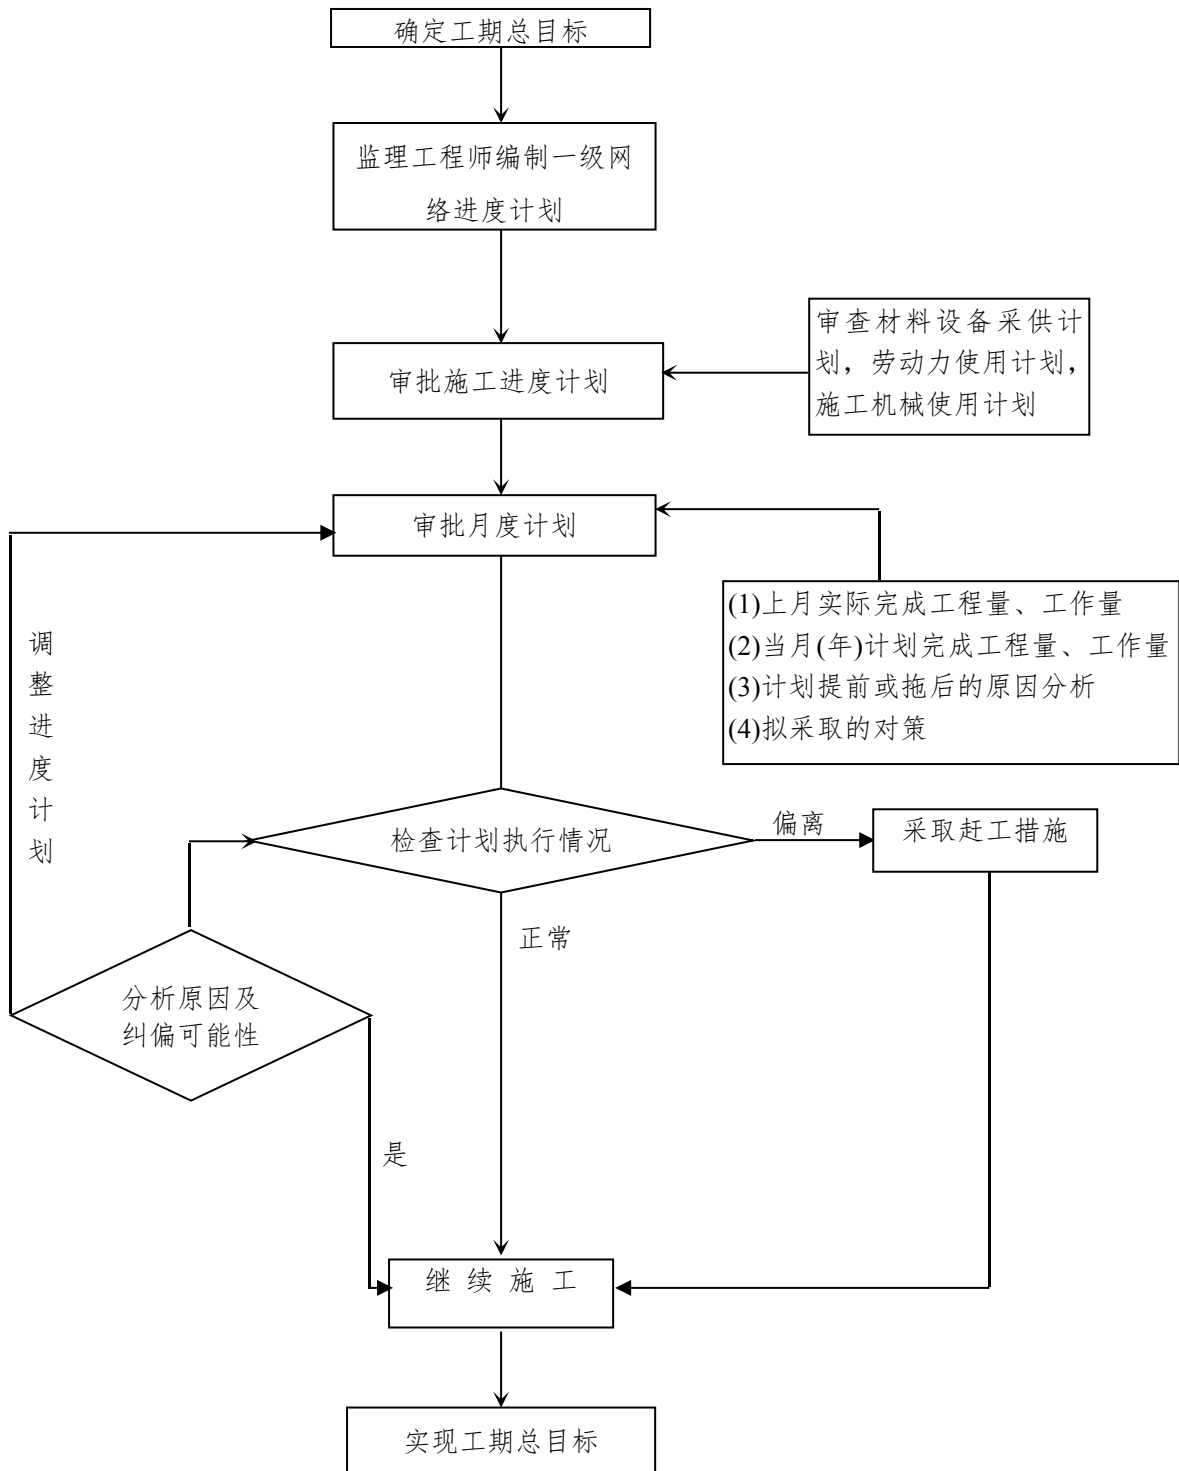 确定工期总目标
监理工程师编制一级网
络进度计划
审查材料设备采供计
划，劳动力使用计划，
施工机械使用计划
审批施工进度计划
审批月度计划
(1)上月实际完成工程量、工作量
(2)当月(年)计划完成工程量、工作量
(3)计划提前或拖后的原因分析
(4)拟采取的对策
调
整
进
度
计
划
检查计划执行情况
偏离
采取赶工措施
正常
分析原因及
纠偏可能性
是
继 续 施 工
实现工期总目标